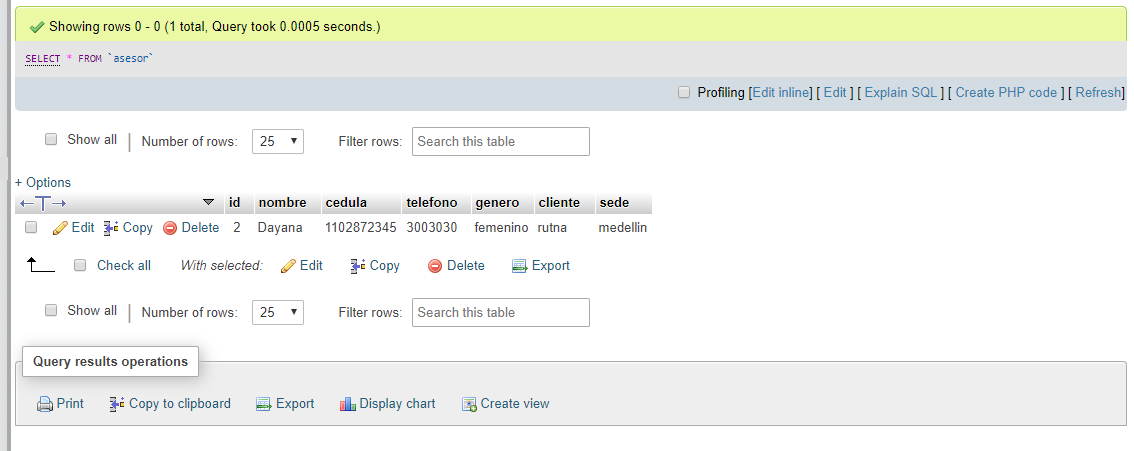 Showing rows 0 - 0 (1 total, Query took 0.0005 seconds.)
SELECT * FROM `asesor`
Profiling [Edit inline] [ Edit ] [ Explain SQL ] [ Create PHP code ] [ Refresh]
Show all | Number of rows: 25 Filter rows: Search this table
+ Options
id nombre cedula telefono genero cliente sede
Edit Copy Delete 2 Dayana 1102872345 3003030 femenino rutna medellin
Check all With selected: Edit Copy Delete Export
Show all | Number of rows: 25 Filter rows: Search this table
Query results operations
Print Copy to clipboard Export Display chart Create view